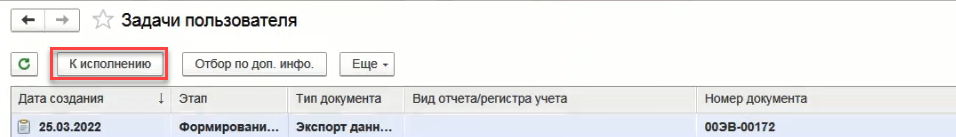 Задачи пользователя
К исполнению Отбор по доп. инфо. Еще
Дата создания ↓ Этап Тип документа Вид отчета/регистра учета Номер документа
25.03.2022 Формировани... Экспорт данн... 00ЭВ-00172